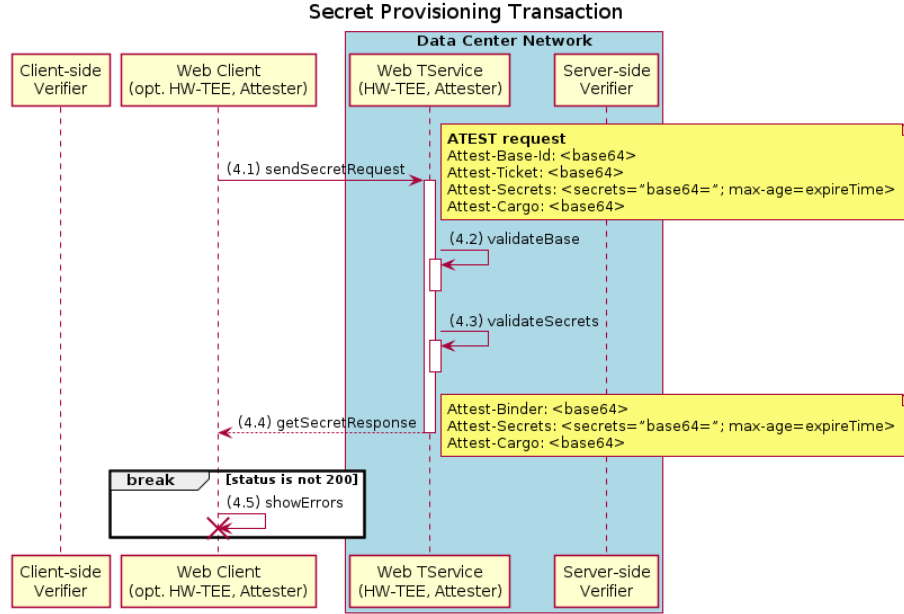 Secret Provisioning Transaction
Data Center Network
Client-side
Verifier
Web Client
(opt. HW-TEE, Attester)
Web TService
(HW-TEE, Attester)
Server-side
Verifier
ATEST request
Attest-Base-Id: <base64>
Attest-Ticket: <base64>
Attest-Secrets: <secrets=“base64=”; max-age=expireTime>
Attest-Cargo: <base64>
(4.1) sendSecretRequest
(4.2) validateBase
(4.3) validateSecrets
Attest-Binder: <base64>
Attest-Secrets: <secrets=“base64=”; max-age=expireTime>
Attest-Cargo: <base64>
(4.4) getSecretResponse
break [status is not 200]
(4.5) showErrors
Client-side
Verifier
Web Client
(opt. HW-TEE, Attester)
Web TService
(HW-TEE, Attester)
Server-side
Verifier